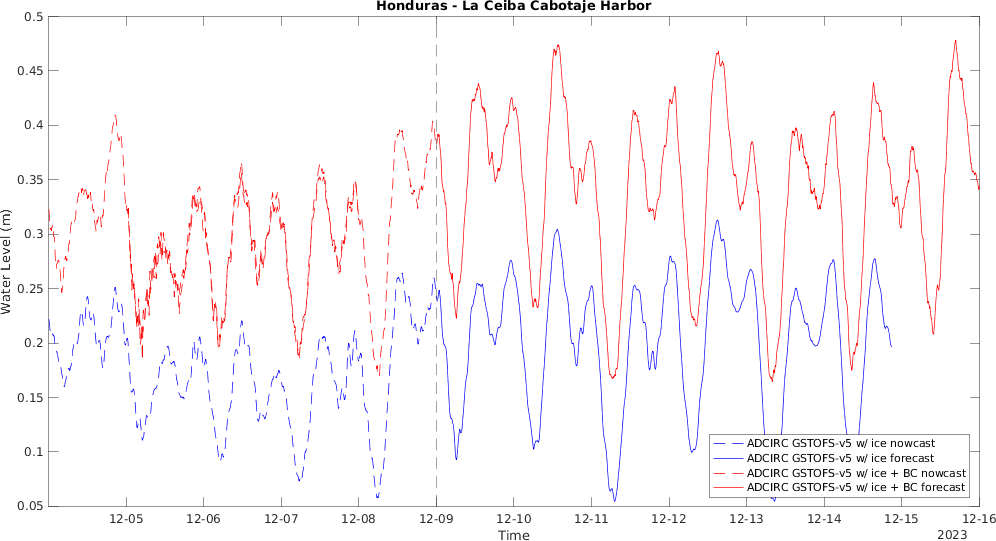 Honduras - La Ceiba Cabotaje Harbor
0.5
0.45
0.4
0.35
0.3
0.25
0.2
0.15
0.1
0.05
Water Level (m)
ADCIRC GSTOFS-v5 w/ ice nowcast
ADCIRC GSTOFS-v5 w/ ice forecast
ADCIRC GSTOFS-v5 w/ ice + BC nowcast
ADCIRC GSTOFS-v5 w/ ice + BC forecast
12-05 12-06 12-07 12-08 12-09 12-10 12-11 12-12 12-13 12-14 12-15 12-16
Time
2023